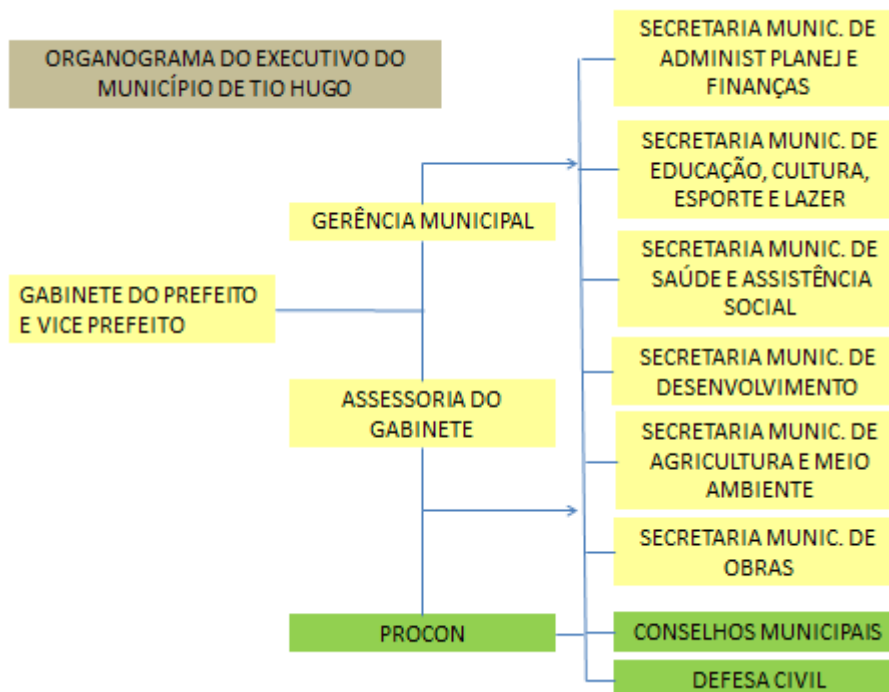 ORGANOGRAMA DO EXECUTIVO DO
MUNICÍPIO DE TIO HUGO
GABINETE DO PREFEITO
E VICE PREFEITO
GERÊNCIA MUNICIPAL
ASSESSORIA DO
GABINETE
PROCON
SECRETARIA MUNIC. DE
ADMINIST PLANEJ E
FINANÇAS
SECRETARIA MUNIC. DE
EDUCAÇÃO, CULTURA,
ESPORTE E LAZER
SECRETARIA MUNIC. DE
SAÚDE E ASSISTÊNCIA
SOCIAL
SECRETARIA MUNIC. DE
DESENVOLVIMENTO
SECRETARIA MUNIC. DE
AGRICULTURA E MEIO
AMBIENTE
SECRETARIA MUNIC. DE
OBRAS
CONSELHOS MUNICIPAIS
DEFESA CIVIL